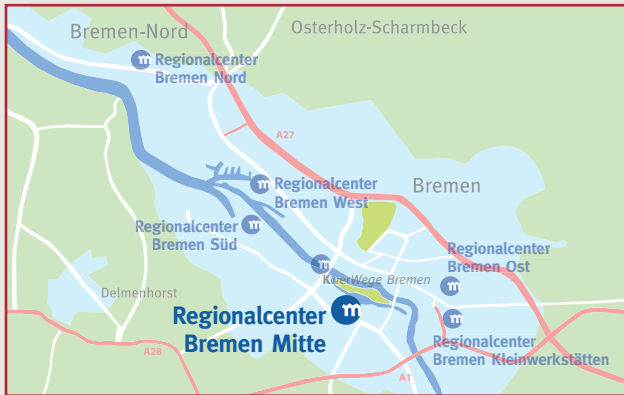 Bremen-Nord
Osterholz-Scharmbeck
m Regionalcenter
Bremen Nord
A27
m Regionalcenter
Bremen West
Bremen
Regionalcenter m
Bremen Süd
m
Bremen
Regionalcenter
Bremen Ost
m
Delmenhorst
Regionalcenter m
Bremen Mitte
m
Regionalcenter
Bremen Kleinwerkstätten
A28
A1